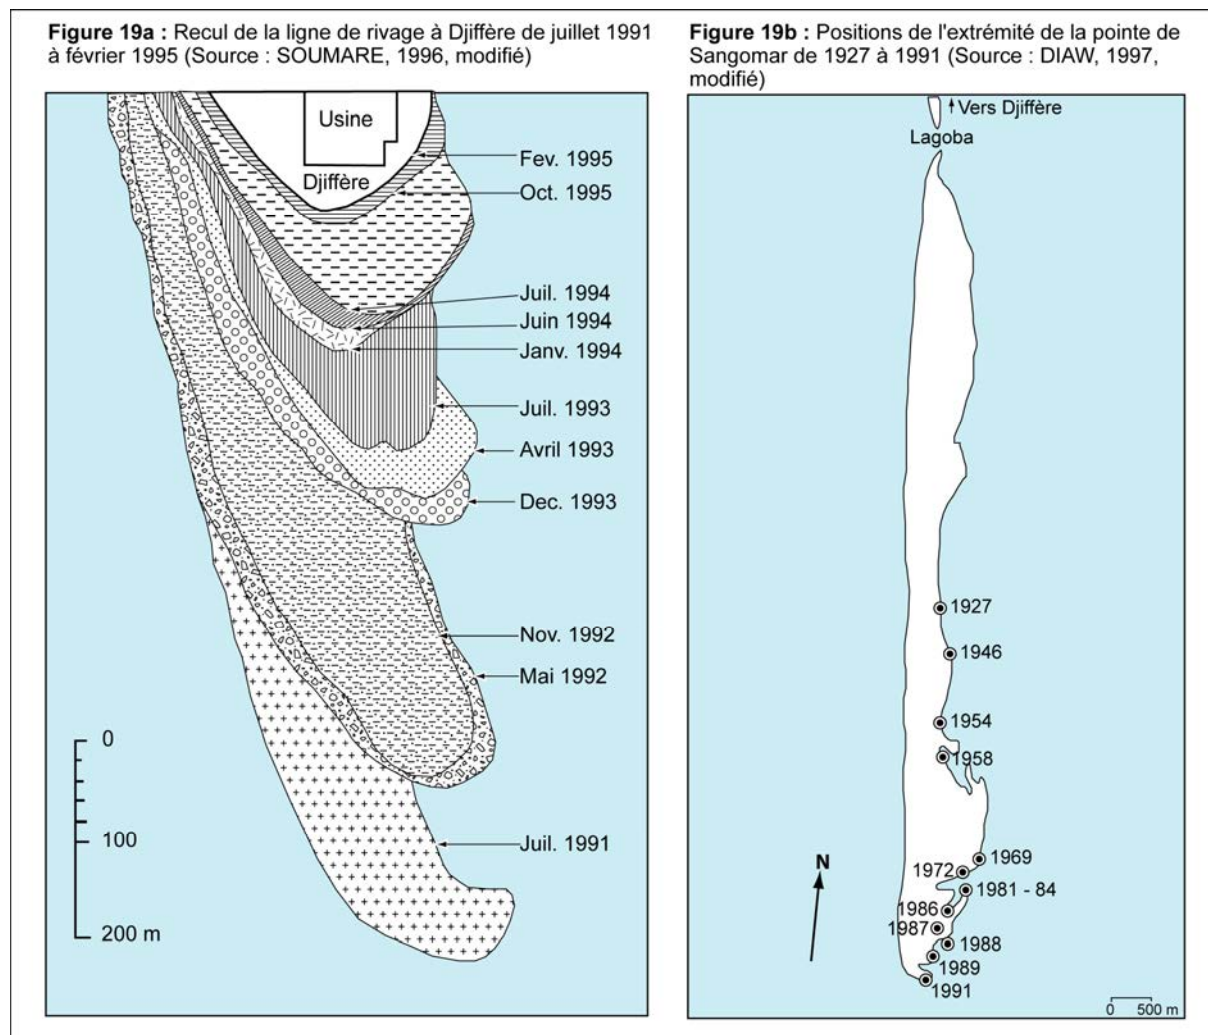 Figure 19a : Recul de la ligne de rivage à Djiffère de juillet 1991
à février 1995 (Source : SOUMARE, 1996, modifié)
Usine
Djiffère
Fev. 1995
Oct. 1995
Juil. 1994
Juin 1994
Janv. 1994
Juil. 1993
Avril 1993
Dec. 1993
Nov. 1992
Mai 1992
Juil. 1991
0
100
200 m
Figure 19b : Positions de l'extrémité de la pointe de
Sangomar de 1927 à 1991 (Source : DIAW, 1997,
modifié)
Vers Djiffère
Lagoba
1927
1946
1954
1958
1969
1972
1981 - 84
1986
1987
1988
1989
1991
N
0 500 m